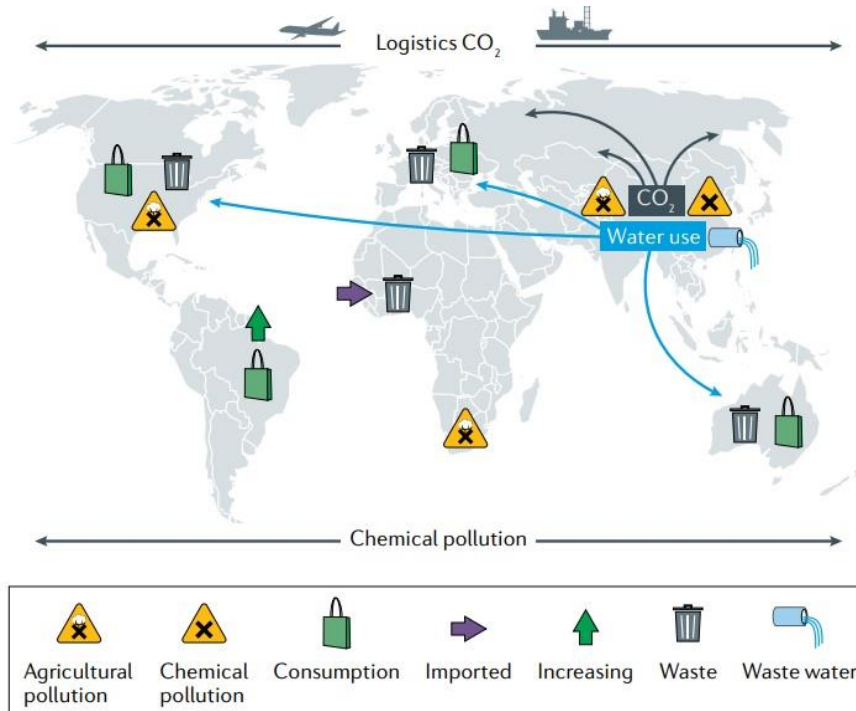 Logistics CO₂
CO₂
Water use
Chemical pollution
Agricultural pollution
Chemical pollution
Consumption
Imported
Increasing
Waste
Waste water